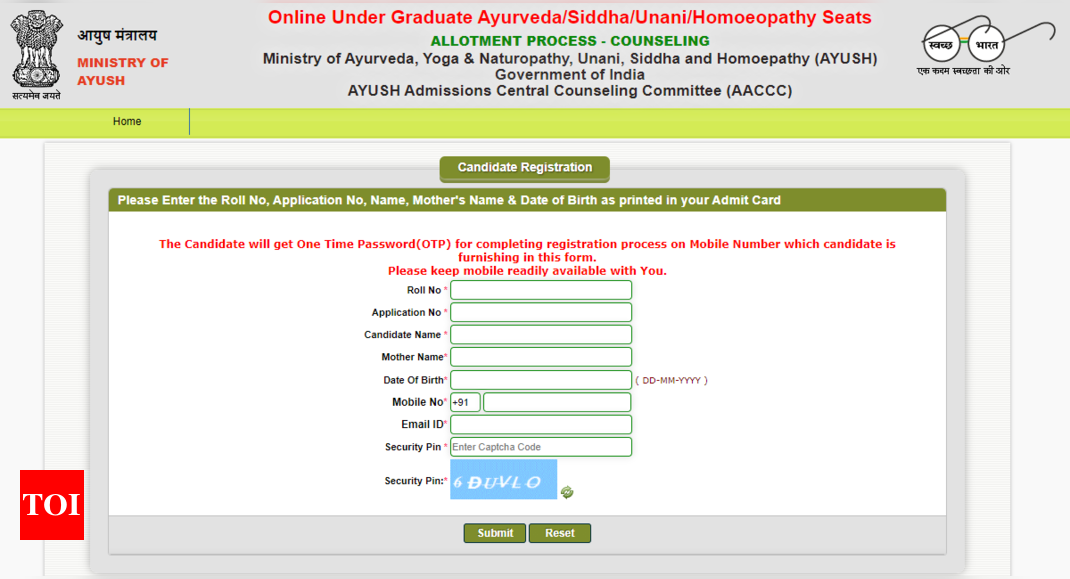 आयुष मंत्रालय
MINISTRY OF
AYUSH
सत्यमेव जयते
Online Under Graduate Ayurveda/Siddha/Unani/Homoeopathy Seats
ALLOTMENT PROCESS - COUNSELING
Ministry of Ayurveda, Yoga & Naturopathy, Unani, Siddha and Homoepathy (AYUSH)
Government of India
AYUSH Admissions Central Counseling Committee (AACCC)
स्वच्छ भारत
एक कदम स्वच्छता की ओर
Home
Candidate Registration
Please Enter the Roll No, Application No, Name, Mother's Name & Date of Birth as printed in your Admit Card
The Candidate will get One Time Password(OTP) for completing registration process on Mobile Number which candidate is
furnishing in this form.
Please keep mobile readily available with You.
Roll No *
Application No *
Candidate Name *
Mother Name*
Date Of Birth* ( DD-MM-YYYY )
Mobile No* +91
Email ID*
Security Pin * Enter Captcha Code
Security Pin:* 6DUVLO
TOI
Submit Reset